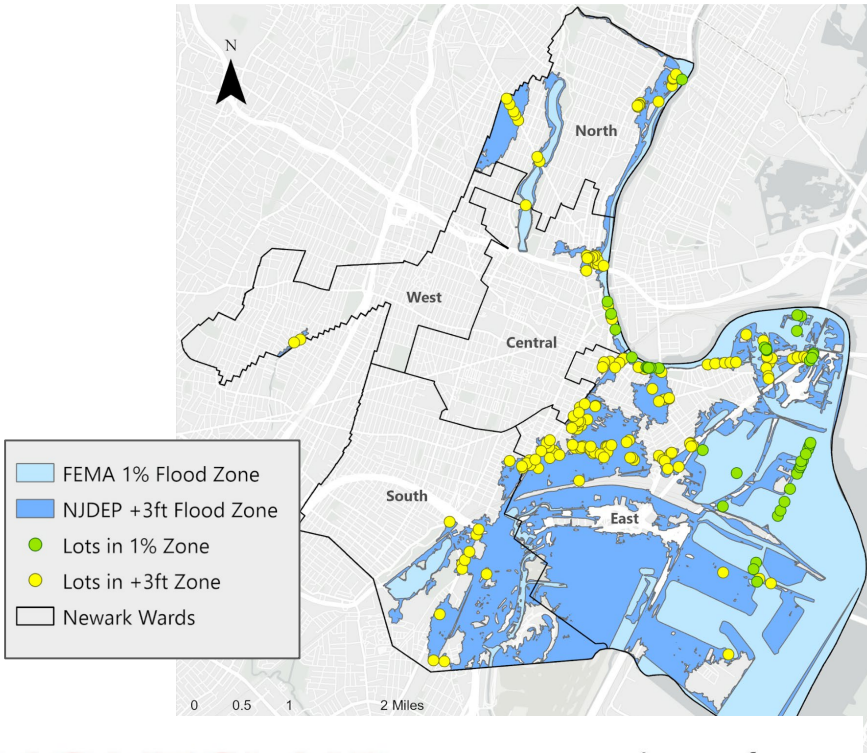 N
North
West
Central
South
East
FEMA 1% Flood Zone
NJDEP +3ft Flood Zone
Lots in 1% Zone
Lots in +3ft Zone
Newark Wards
0 0.5 1 2 Miles